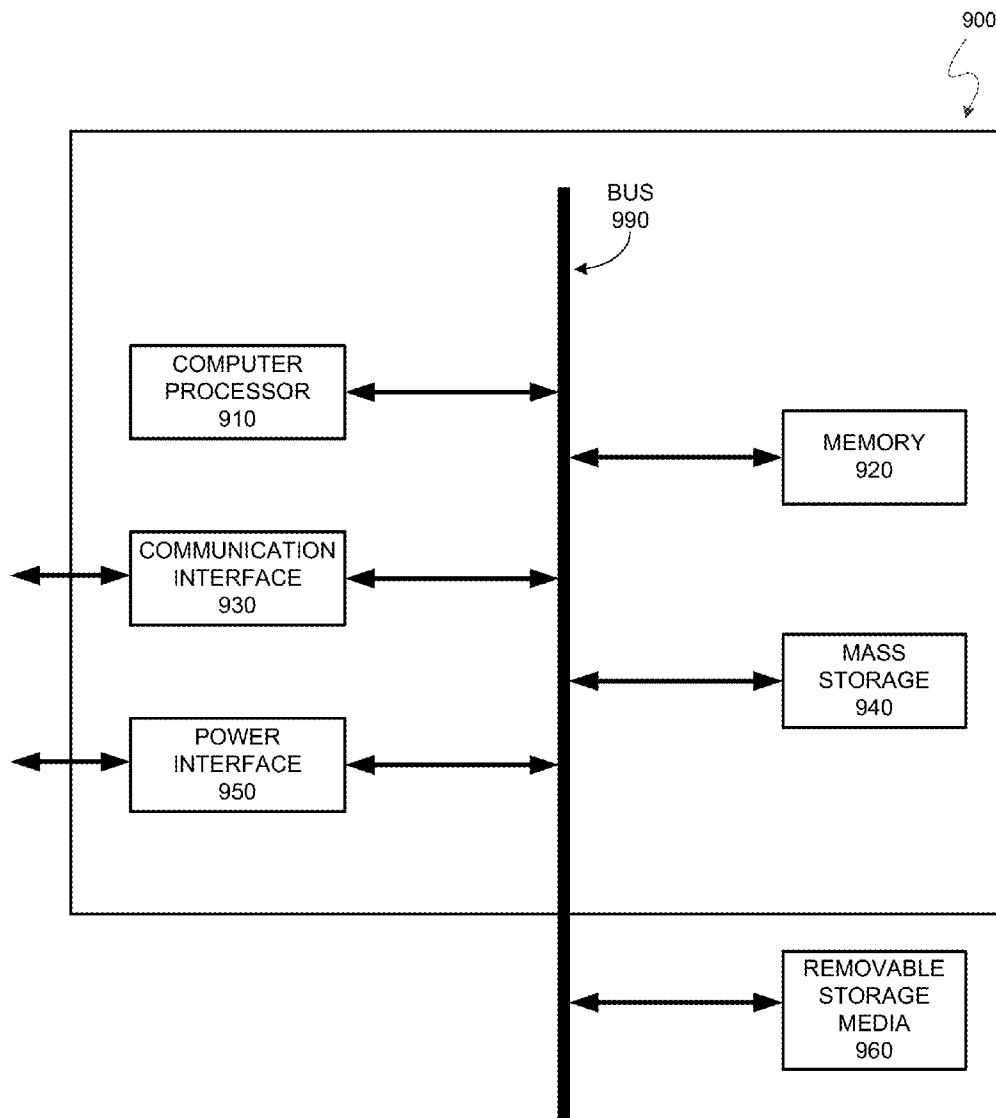 900
BUS
990
COMPUTER
PROCESSOR
910
MEMORY
920
COMMUNICATION
INTERFACE
930
MASS
STORAGE
940
POWER
INTERFACE
950
REMOVABLE
STORAGE
MEDIA
960